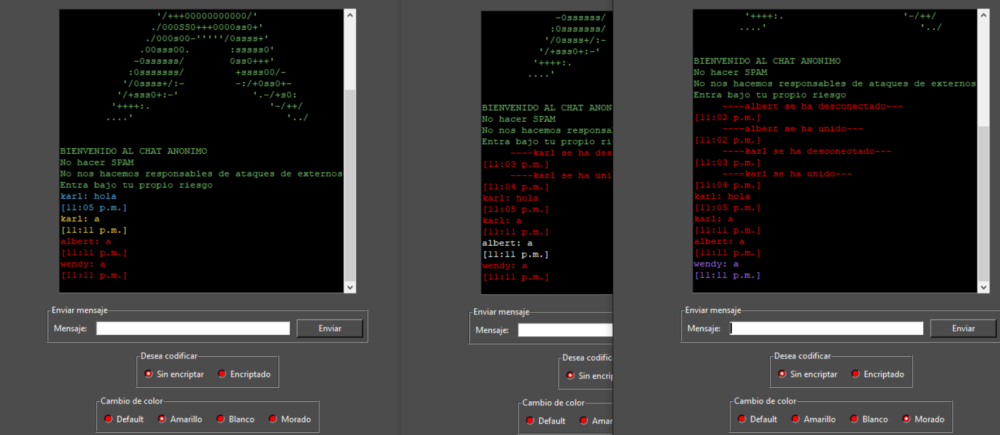 '/+++00000000000/'
./000SS0+++0000ss0+'
./000s00-'''''/0ssss+'
.00sss00.       :sssss0'
-0ssssss/        0ss0+++'
:0sssssss/         +ssss00/-
'/0ssss+/:-         -:/+0ss0+-
'/+sss0+:-'             '.-/+s0:
'++++:.                     '-/++/
....'                           '../
BIENVENIDO AL CHAT ANONIMO
No hacer SPAM
No nos hacemos responsables de ataques de externos
Entra bajo tu propio riesgo
karl: hola
[11:05 p.m.]
karl: a
[11:11 p.m.]
albert: a
[11:11 p.m.]
wendy: a
[11:11 p.m.]
Enviar mensaje
Mensaje:
Enviar
Desea codificar
Sin encriptar Encriptado
Cambio de color
Default Amarillo Blanco Morado
-0ssssss/
:0sssssss/
'/0ssss+/:-
'/+sss0+:-'
'++++:.
....'
BIENVENIDO AL CHAT ANON
No hacer SPAM
No nos hacemos responsa
Entra bajo tu propio ri
----karl se ha des
[11:03 p.m.]
----karl se ha uni
[11:04 p.m.]
karl: hola
[11:05 p.m.]
karl: a
[11:11 p.m.]
albert: a
[11:11 p.m.]
wendy: a
[11:11 p.m.]
Enviar mensaje
Mensaje:
Desea codific
Sin encrip
Cambio de color
Default Amar
'++++:.                     '-/++/
....'                           '../
BIENVENIDO AL CHAT ANONIMO
No hacer SPAM
No nos hacemos responsables de ataques de externos
Entra bajo tu propio riesgo
----albert se ha desconectado---
[11:02 p.m.]
----albert se ha unido---
[11:02 p.m.]
----karl se ha desconectado---
[11:03 p.m.]
----karl se ha unido---
[11:04 p.m.]
karl: hola
[11:05 p.m.]
karl: a
[11:11 p.m.]
albert: a
[11:11 p.m.]
wendy: a
[11:11 p.m.]
Enviar mensaje
Mensaje:
Enviar
Desea codificar
Sin encriptar Encriptado
Cambio de color
Default Amarillo Blanco Morado